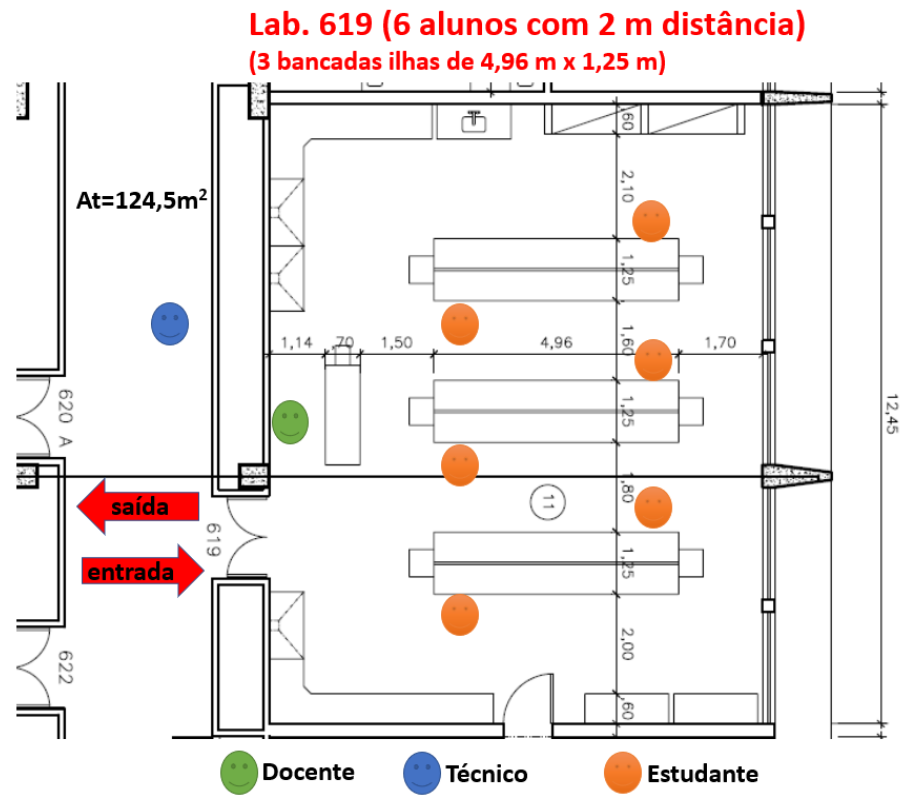 Lab. 619 (6 alunos com 2 m distância)
(3 bancadas ilhas de 4,96 m x 1,25 m)
,60
At=124,5m²
2,10
1,25
1,14
,70
1,50
4,96
1,60
1,70
620 A
1,25
12,45
saída
,80
11
entrada
619
1,25
622
2,00
,60
Docente
Técnico
Estudante